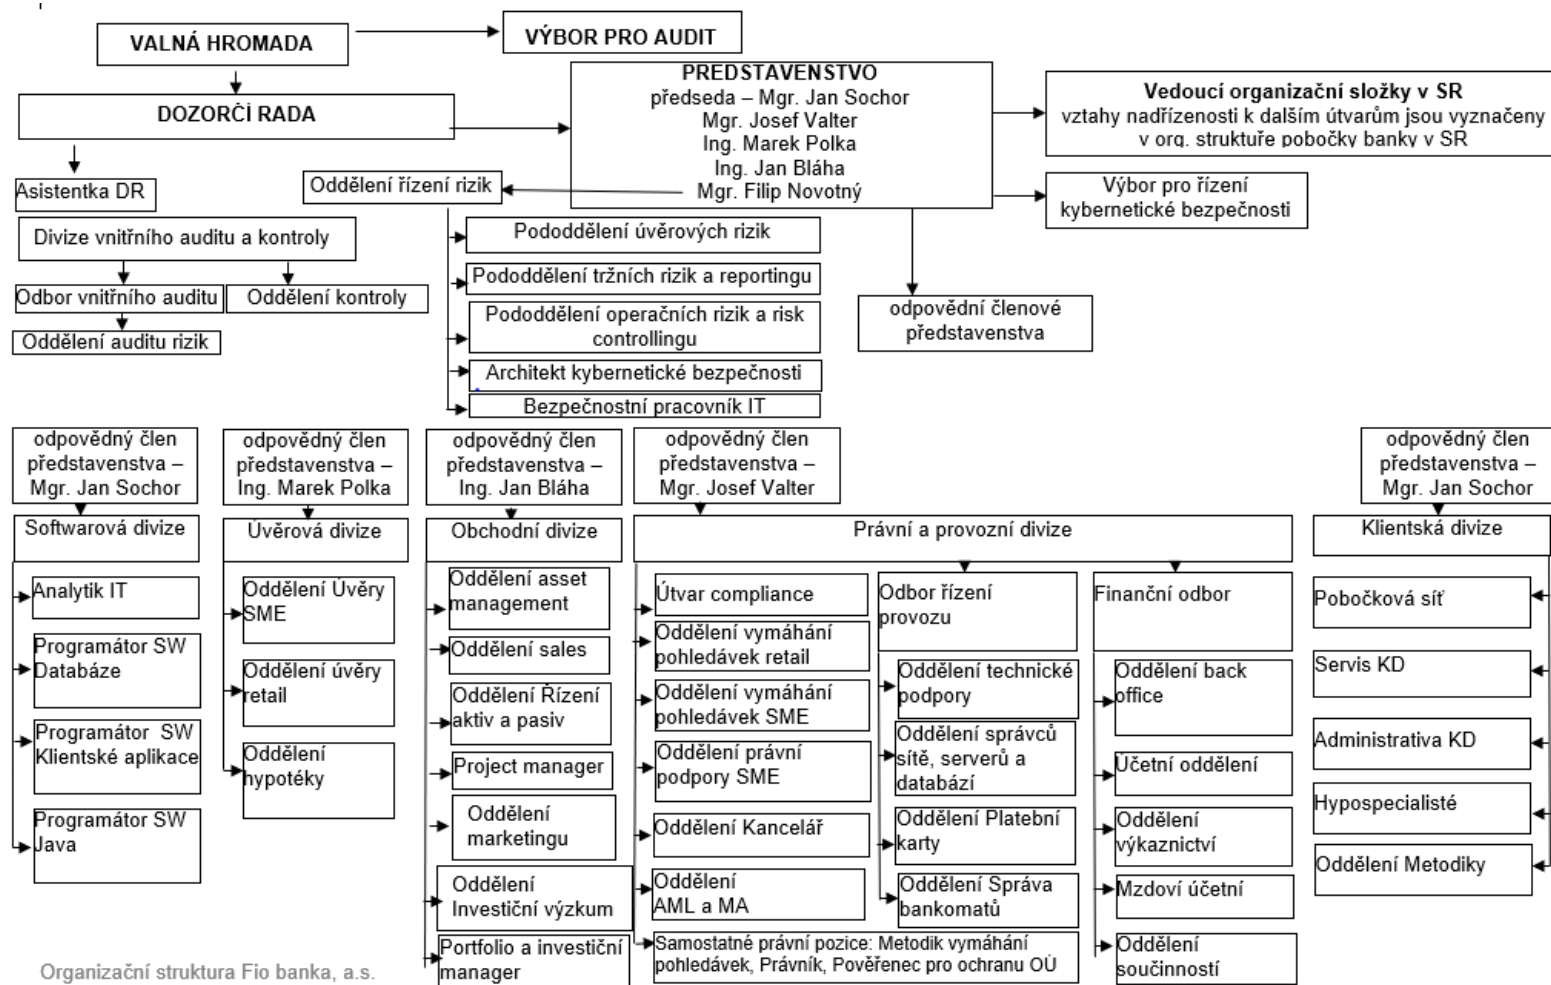 VALNÁ HROMADA
VÝBOR PRO AUDIT
DOZORČÍ RADA
PREDSTAVENSTVO
předseda – Mgr. Jan Sochor
Mgr. Josef Valter
Ing. Marek Polka
Ing. Jan Bláha
Mgr. Filip Novotný
Vedoucí organizační složky v SR
vztahy nadřízenosti k dalším útvarům jsou vyznačeny
v org. struktuře pobočky banky v SR
Asistentka DR
Oddělení řízení rizik
Výbor pro řízení
kybernetické bezpečnosti
Divize vnitřního auditu a kontroly
Odbor vnitřního auditu
Oddělení kontroly
Oddělení auditu rizik
Pododdělení úvěrových rizik
Pododdělení tržních rizik a reportingu
Pododdělení operačních rizik a risk
controllingu
Architekt kybernetické bezpečnosti
Bezpečnostní pracovník IT
odpovědní členové
představenstva
odpovědný člen
představenstva –
Mgr. Jan Sochor
Softwarová divize
Analytik IT
Programátor SW
Databáze
Programátor SW
Klientské aplikace
Programátor SW
Java
odpovědný člen
představenstva –
Ing. Marek Polka
Úvěrová divize
Oddělení Úvěry
SME
Oddělení úvěry
retail
Oddělení
hypotéky
odpovědný člen
představenstva –
Ing. Jan Bláha
Obchodní divize
Oddělení asset
management
Oddělení sales
Oddělení Řízení
aktiv a pasiv
Project manager
Oddělení
marketingu
Oddělení
Investiční výzkum
Portfolio a investiční
manager
odpovědný člen
představenstva –
Mgr. Josef Valter
Právní a provozní divize
Útvar compliance
Oddělení vymáhání
pohledávek retail
Oddělení vymáhání
pohledávek SME
Oddělení právní
podpory SME
Oddělení Kancelář
Oddělení
AML a MA
Samostatné právní pozice: Metodik vymáhání
pohledávek, Právník, Pověřenec pro ochranu OÚ
Odbor řízení
provozu
Oddělení technické
podpory
Oddělení správců
sítě, serverů a
databází
Oddělení Platební
karty
Oddělení Správa
bankomatů
Finanční odbor
Oddělení back
office
Účetní oddělení
Oddělení
výkaznictví
Mzdoví účetní
Oddělení
součinností
odpovědný člen
představenstva –
Mgr. Jan Sochor
Klientská divize
Pobočková síť
Servis KD
Administrativa KD
Hypospecialisté
Oddělení Metodiky
Organizační struktura Fio banka, a.s.